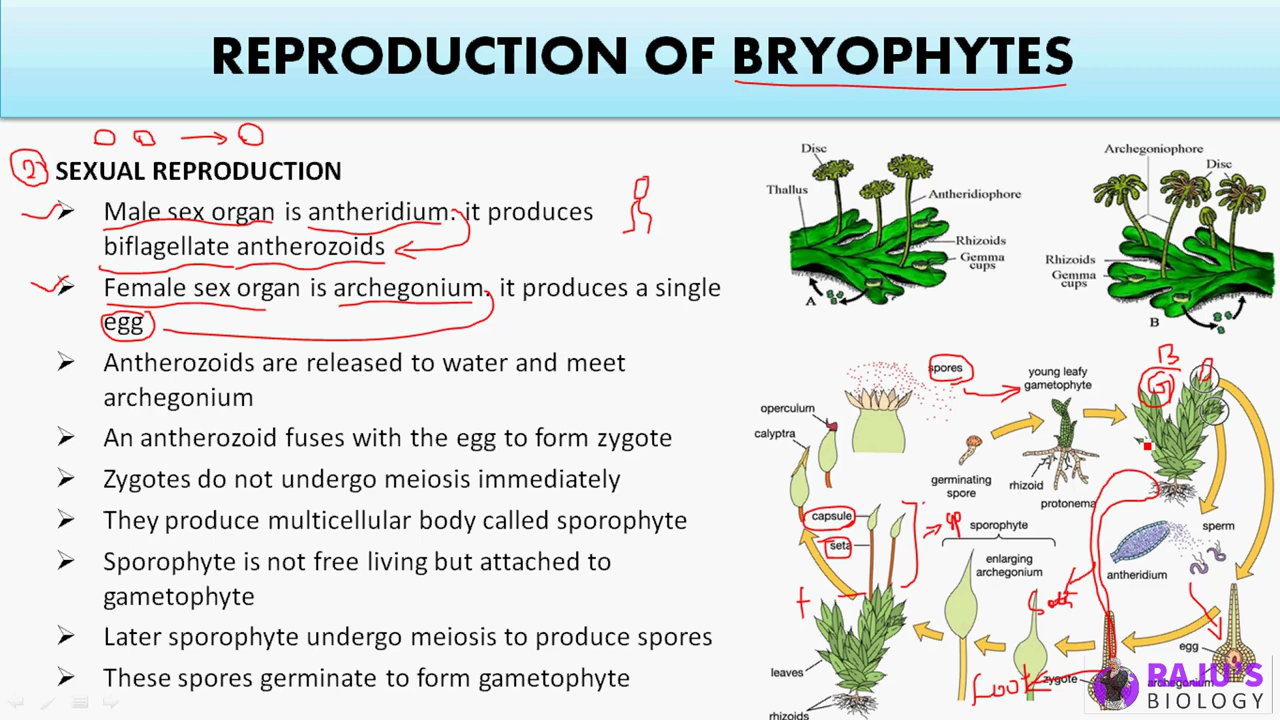 REPRODUCTION OF BRYOPHYTES
2)
SEXUAL REPRODUCTION
Male sex organ is antheridium. it produces
biflagellate antherozoids
Female sex organ is archegonium, it produces a single
egg
Antherozoids are released to water and meet
archegonium
An antherozoid fuses with the egg to form zygote
Zygotes do not undergo meiosis immediately
They produce multicellular body called sporophyte
Sporophyte is not free living but attached to
gametophyte
Later sporophyte undergo meiosis to produce spores
These spores germinate to form gametophyte
Disc
Thallus
Antheridiophore
Rhizoids
Gemma
cups
A
Archegoniophore
Disc
Rhizoids
Gemma
cups
B
spores
young leafy
gametophyte
B
G
operculum
calyptra
germinating
spore
rhizoid
protonema
capsule
seta
sporophyte
enlarging
archegonium
sperm
antheridium
egg
archegonium
zygote
foot
leaves
rhizoids
RAJU'S
BIOLOGY